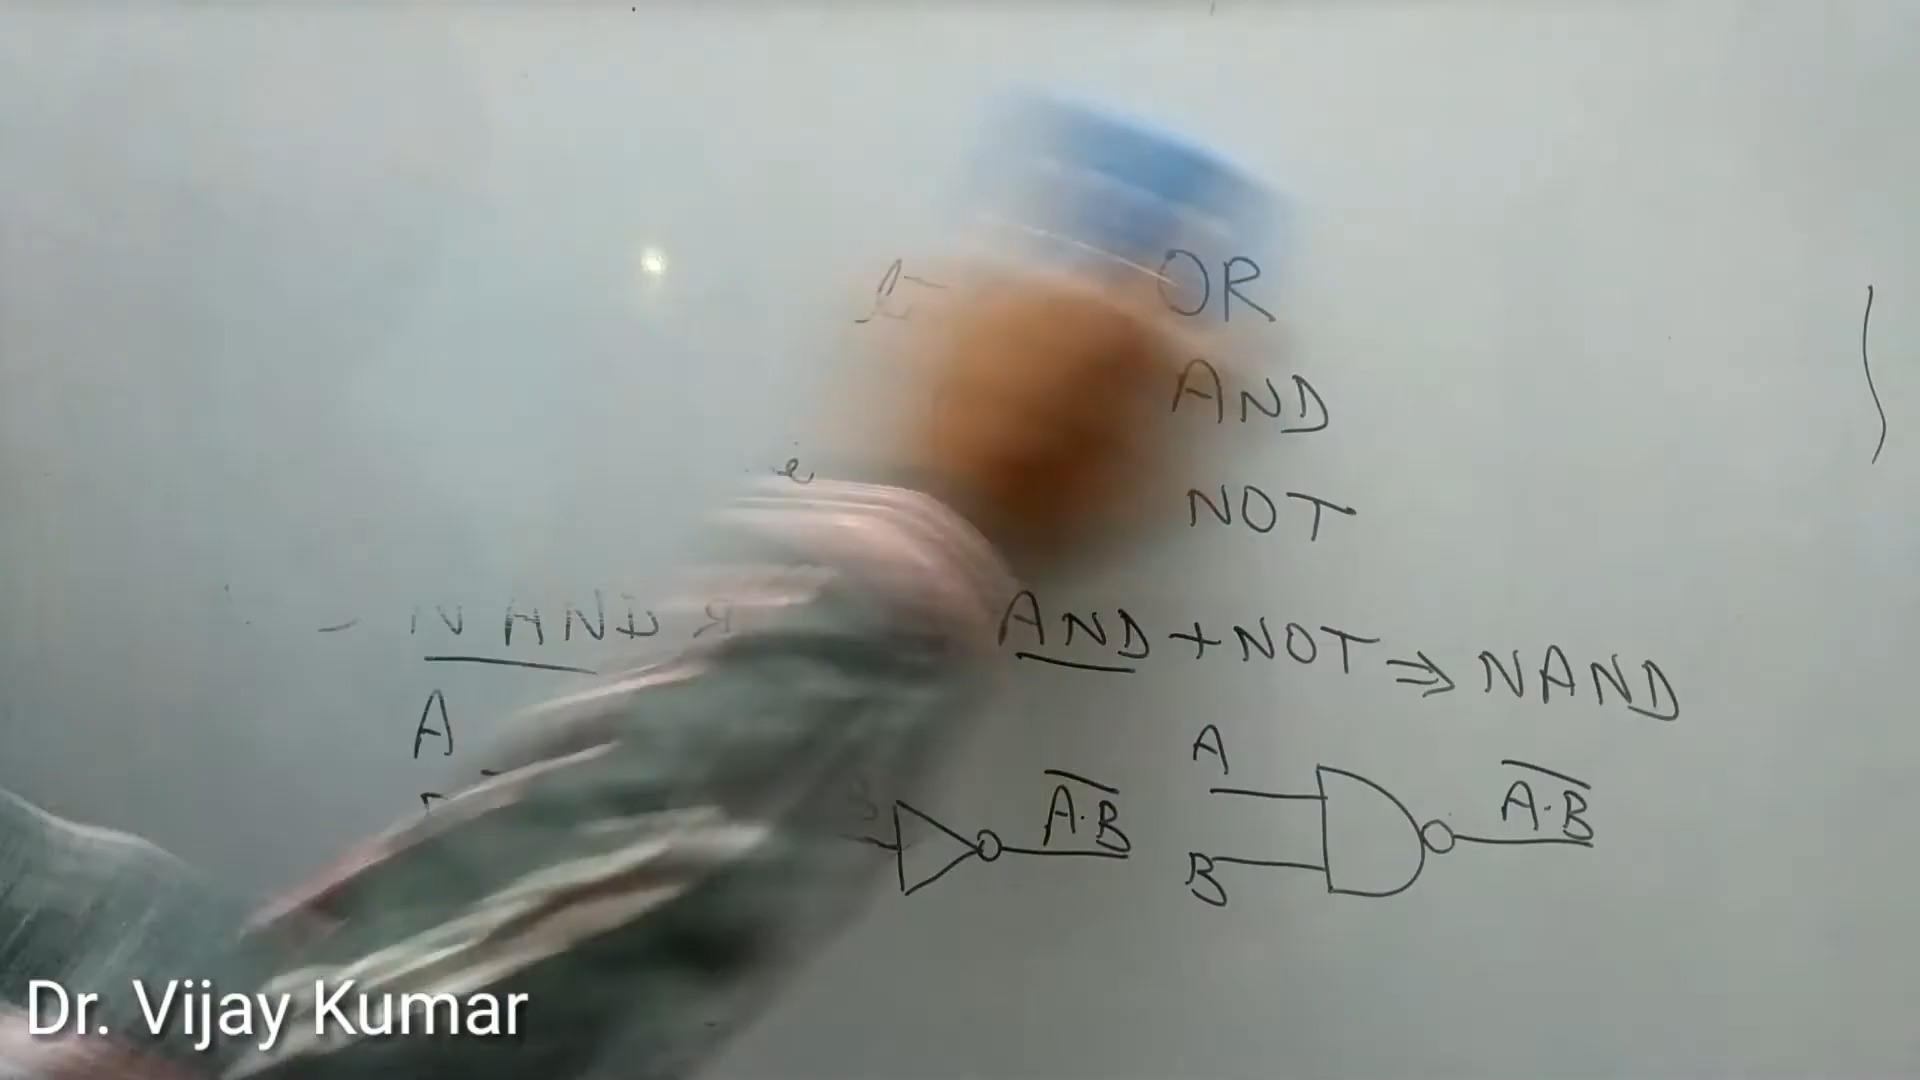 OR
AND
NOT
- NAND
AND + NOT ⇒ NAND
A
A
B
A·B̅
A·B̅
B
Dr. Vijay Kumar